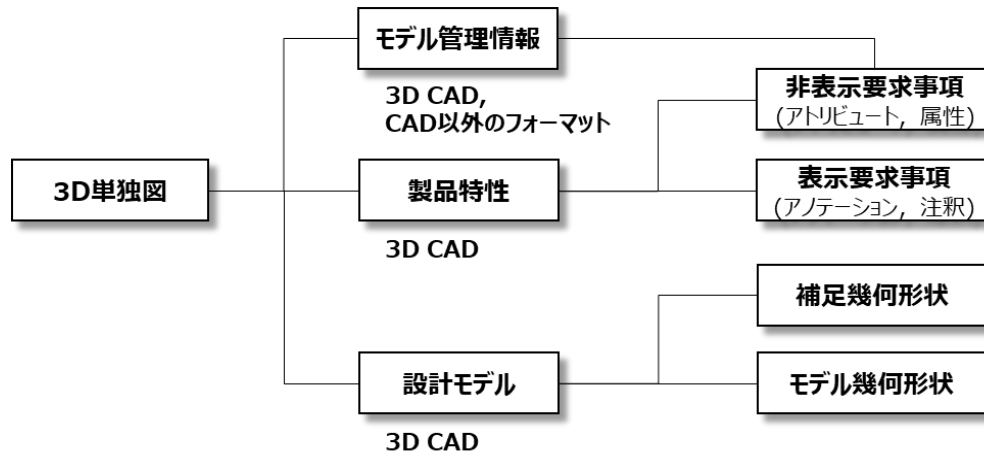 モデル管理情報
3D CAD,
CAD以外のフォーマット
非表示要求事項
(アトリビュート, 属性)
3D単独図
製品特性
3D CAD
表示要求事項
(アノテーション, 注釈)
補足幾何形状
設計モデル
3D CAD
モデル幾何形状